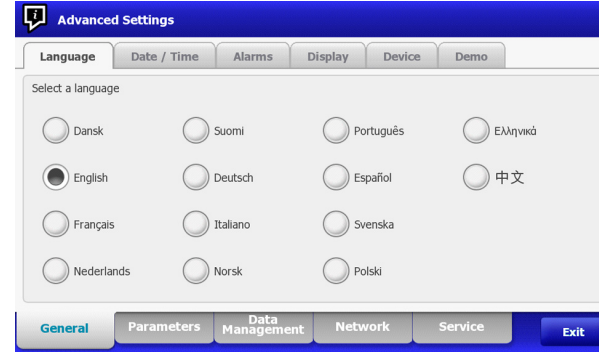 Advanced Settings
Language Date / Time Alarms Display Device Demo
Select a language
Dansk Suomi Português Ελληνικά
English Deutsch Español 中文
Français Italiano Svenska
Nederlands Norsk Polski
General Parameters Data Management Network Service Exit